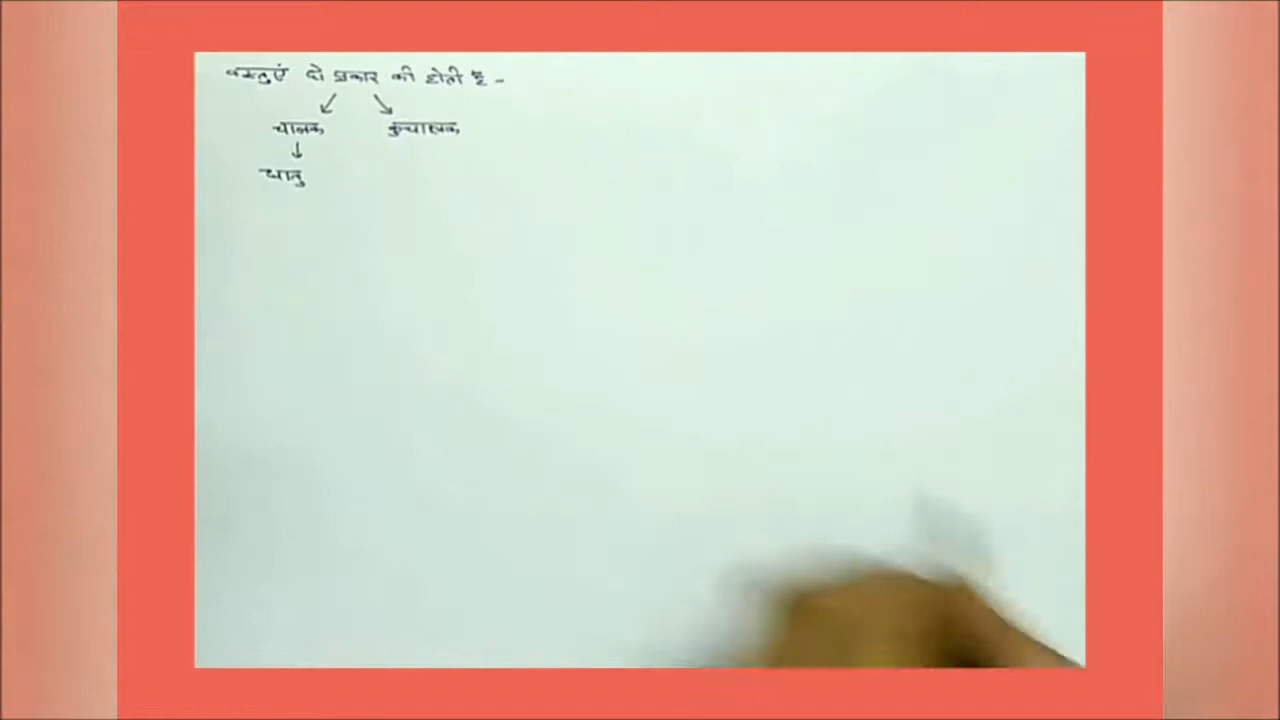 वस्तुएं दो प्रकार की होती है -
चालक कुचालक
धातु